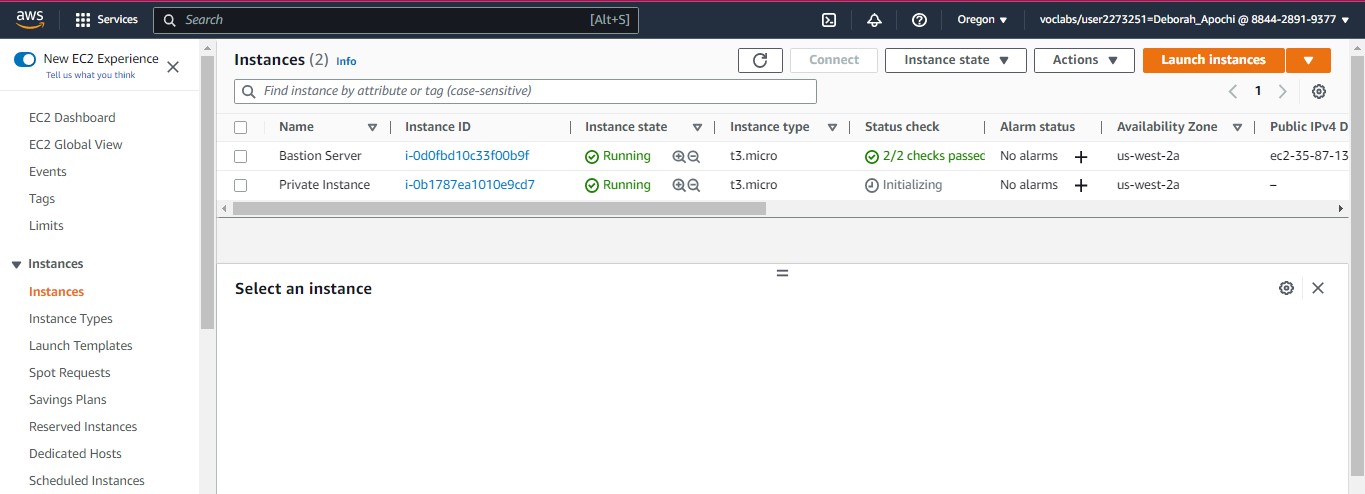 aws Services Search [Alt+S] Oregon voclabs/user2273251=Deborah_Apochi @ 8844-2891-9377
New EC2 Experience
Tell us what you think
EC2 Dashboard
EC2 Global View
Events
Tags
Limits
Instances
Instances
Instance Types
Launch Templates
Spot Requests
Savings Plans
Reserved Instances
Dedicated Hosts
Scheduled Instances
Instances (2) Info Connect Instance state Actions Launch instances
Find instance by attribute or tag (case-sensitive) 1
Name Instance ID Instance state Instance type Status check Alarm status Availability Zone Public IPv4 D
Bastion Server i-0d0fbd10c33f00b9f Running t3.micro 2/2 checks passed No alarms + us-west-2a ec2-35-87-13
Private Instance i-0b1787ea1010e9cd7 Running t3.micro Initializing No alarms + us-west-2a –
Select an instance